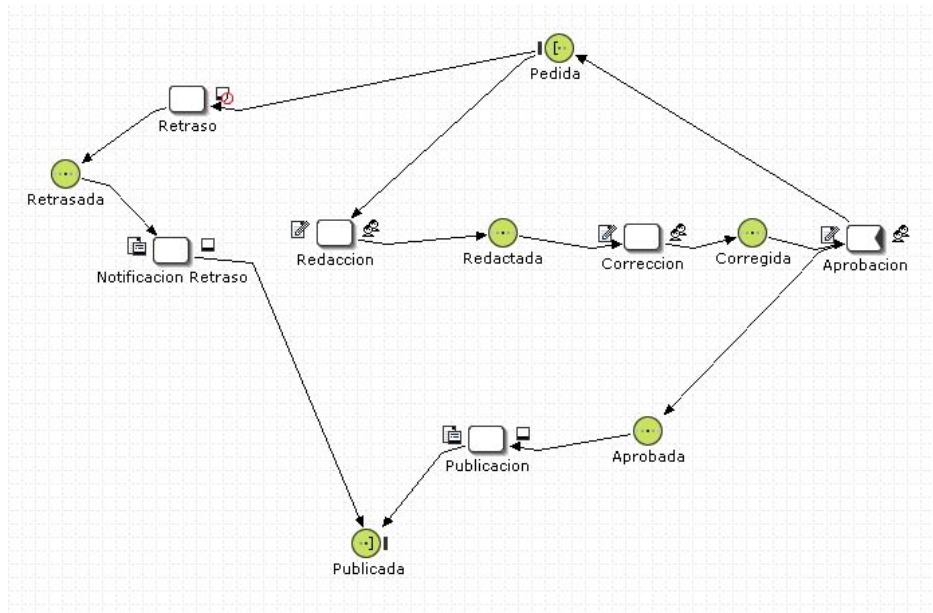 Pedida
Retraso
Retrasada
Notificacion Retraso
Redaccion
Redactada
Correccion
Corregida
Aprobacion
Publicacion
Aprobada
Publicada